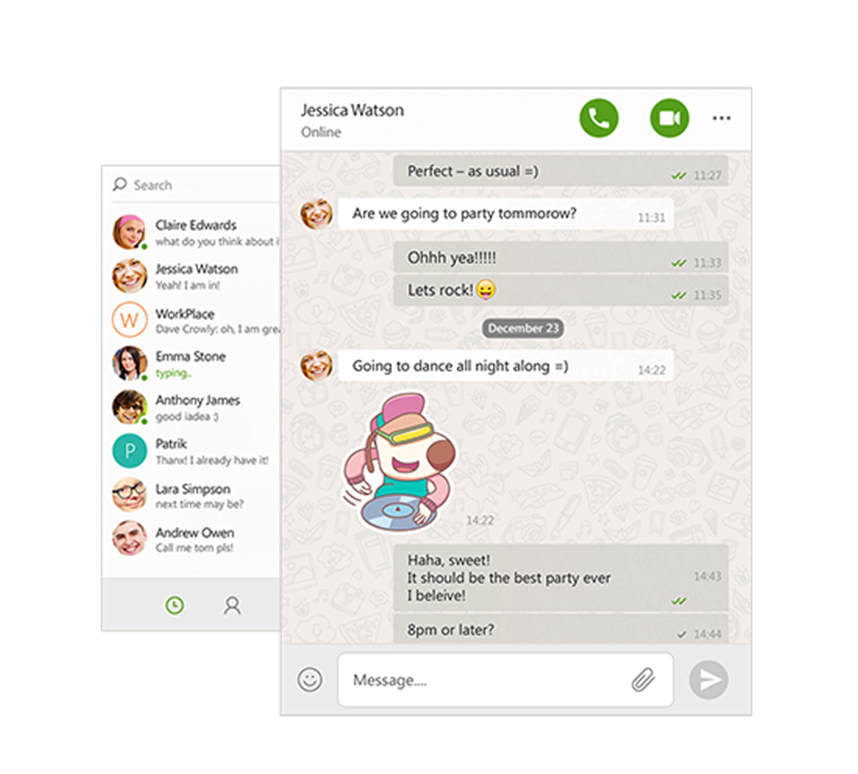 Search
Claire Edwards
what do you think about i
Jessica Watson
Yeah! I am in!
W
WorkPlace
Dave Crowly: oh, I am grea
Emma Stone
typing..
Anthony James
good iadea :)
P
Patrik
Thanx! I already have it!
Lara Simpson
next time may be?
Andrew Owen
Call me tom pls!
Jessica Watson
Online
Perfect – as usual =)
11:27
Are we going to party tommorow?
11:31
Ohhh yea!!!!!
11:33
Lets rock!😜
11:35
December 23
Going to dance all night along =)
14:22
14:22
Haha, sweet!
It should be the best party ever
I beleive!
14:43
8pm or later?
14:44
Message....